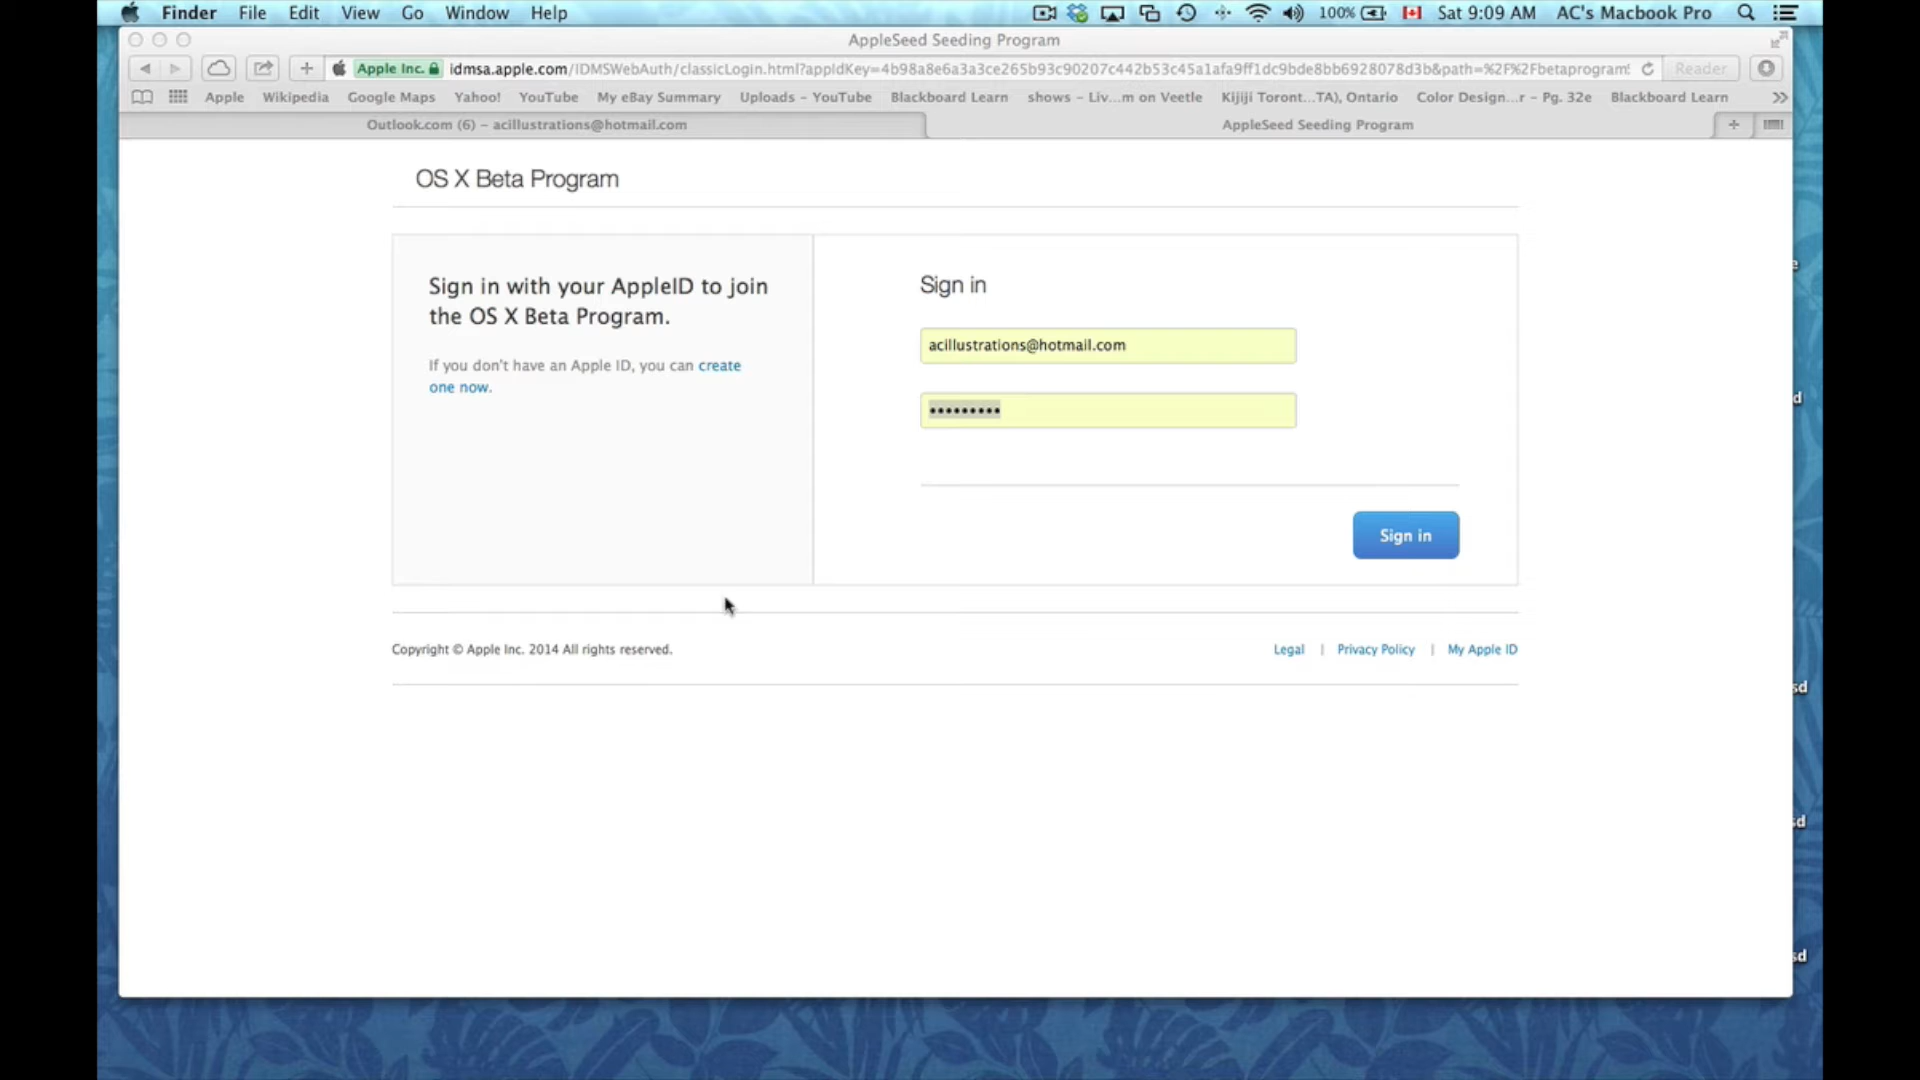 Finder File Edit View Go Window Help 100% Sat 9:09 AM AC's Macbook Pro
AppleSeed Seeding Program
Apple Inc. idmsa.apple.com/IDMSWebAuth/classicLogin.html?appIdKey=4b98a8e6a3a3ce265b93c90207c442b53c45a1afa9ff1dc9bde8bb6928078d3b&path=%2F%2Fbetaprogram! Reader
Apple Wikipedia Google Maps Yahoo! YouTube My eBay Summary Uploads – YouTube Blackboard Learn shows – Liv...m on Veetle Kijiji Toront...TA), Ontario Color Design...r – Pg. 32e Blackboard Learn >>
Outlook.com (6) – acillustrations@hotmail.com AppleSeed Seeding Program
OS X Beta Program
Sign in with your AppleID to join
the OS X Beta Program.
If you don't have an Apple ID, you can create
one now.
Sign in
acillustrations@hotmail.com
•••••••••
Sign in
Copyright © Apple Inc. 2014 All rights reserved.
Legal | Privacy Policy | My Apple ID
e
d
sd
sd
sd